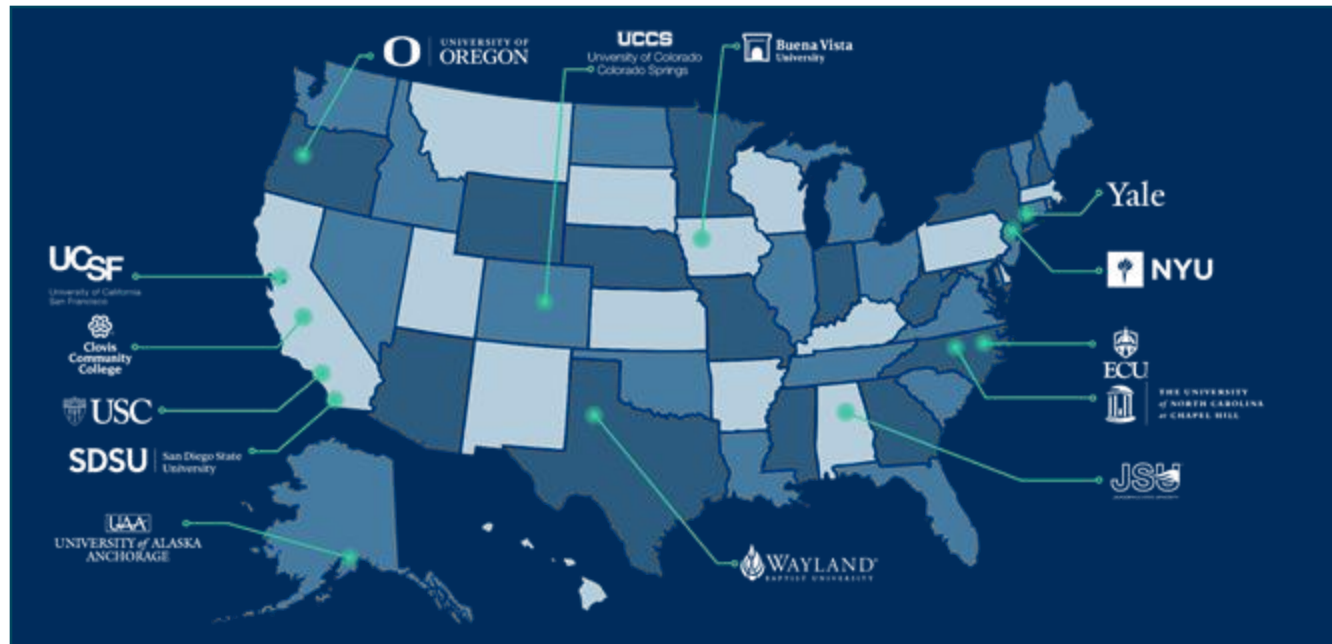 UNIVERSITY OF
OREGON
UCCS
University of Colorado
Colorado Springs
Buena Vista
University
Yale
NYU
UCSF
University of California
San Francisco
Clovis
Community
College
USC
SDSU
San Diego State
University
ECU
THE UNIVERSITY
of NORTH CAROLINA
at CHAPEL HILL
JSU
UAA
UNIVERSITY of ALASKA
ANCHORAGE
WAYLAND
BAPTIST UNIVERSITY